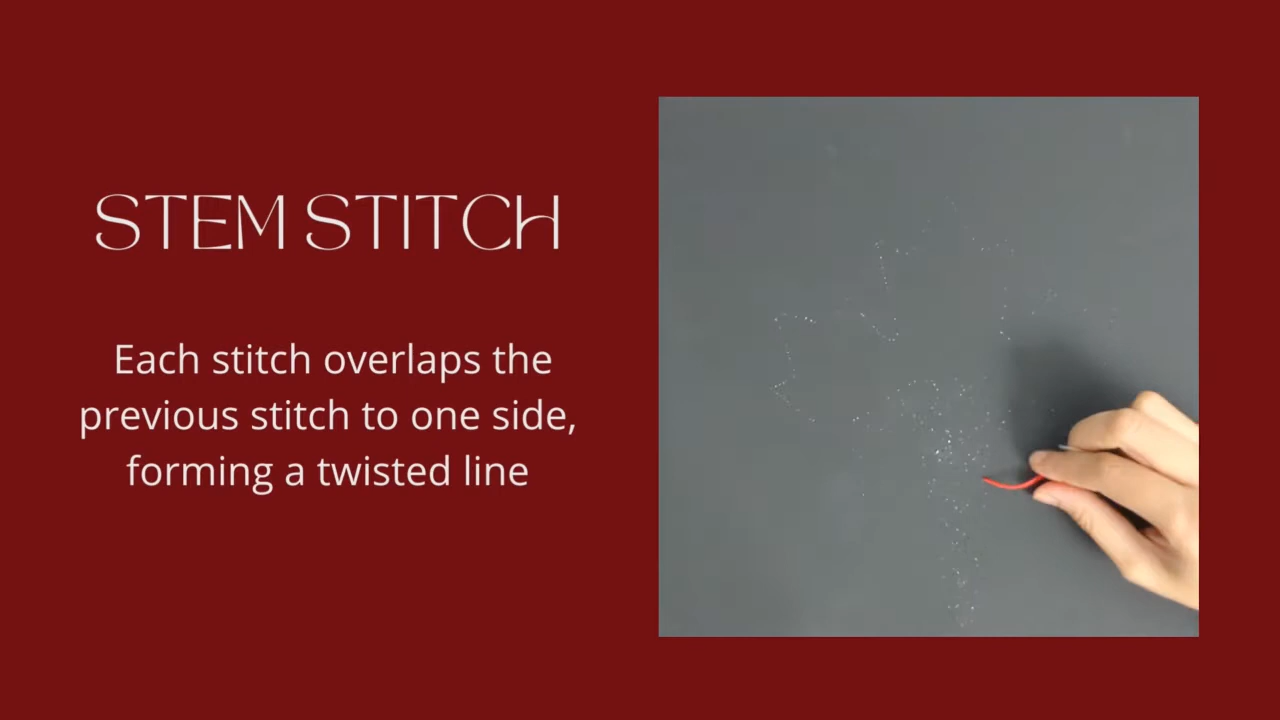 STEM STITCH
Each stitch overlaps the
previous stitch to one side,
forming a twisted line